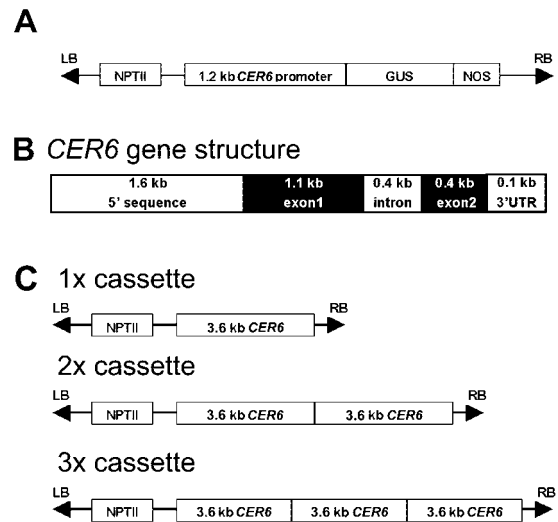 A
LB RB
NPTII 1.2 kb CER6 promoter GUS NOS
B CER6 gene structure
1.6 kb 1.1 kb 0.4 kb 0.4 kb 0.1 kb
5' sequence exon1 intron exon2 3'UTR
C 1x cassette
LB RB
NPTII 3.6 kb CER6
2x cassette
LB RB
NPTII 3.6 kb CER6 3.6 kb CER6
3x cassette
LB RB
NPTII 3.6 kb CER6 3.6 kb CER6 3.6 kb CER6